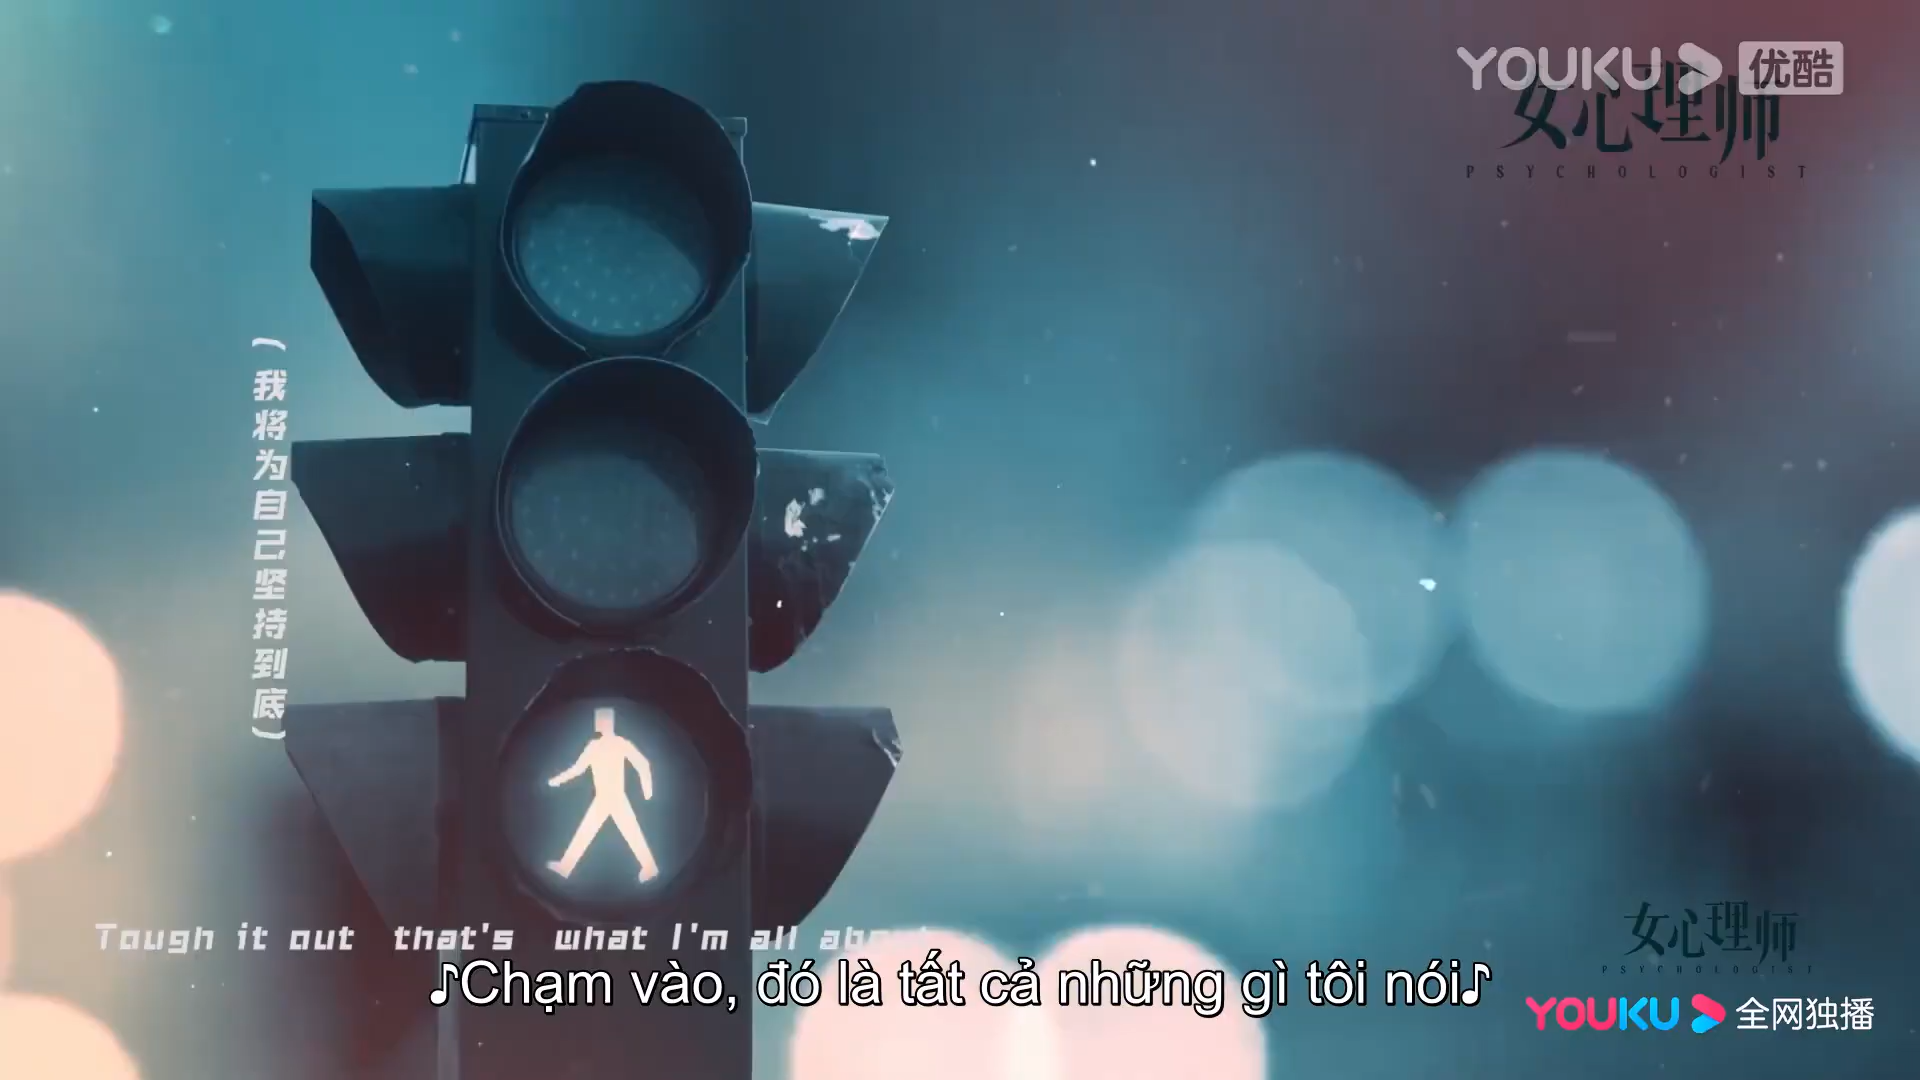 YOUKU 优酷
女心理师
PSYCHOLOGIST
(我将为自己坚持到底)
Tough it out that's what I'm all about
♪Chạm vào, đó là tất cả những gì tôi nói♪
女心理师
PSYCHOLOGIST
YOUKU 全网独播